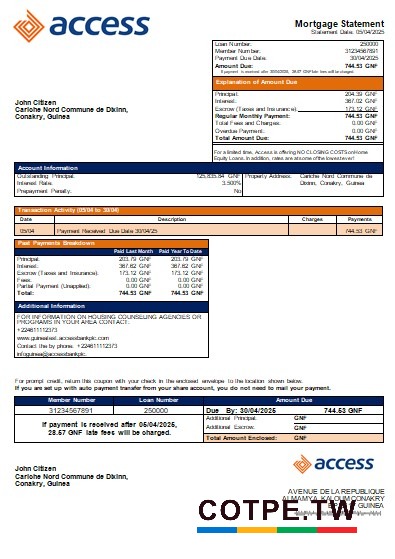 access
Mortgage Statement
Statement Date: 05/04/2025
Loan Number: 250000
Member Number: 31234567891
Payment Due Date: 30/04/2025
Amount Due: 744.53 GNF
If payment is received after 30/04/2025, 28.57 GNF late fees will be charged.
Explanation of Amount Due
Principal: 204.39 GNF
Interest: 367.02 GNF
Escrow (Taxes and Insurance): 173.12 GNF
Regular Monthly Payment: 744.53 GNF
Total Fees and Charges: 0.00 GNF
Overdue Payment: 0.00 GNF
Total Amount Due: 744.53 GNF
For a limited time, Access is offering NO CLOSING COSTS on Home
Equity Loans. In addition, rates are at some of the lowest ever!
John Citizen
Cariohe Nord Commune de Dixinn,
Conakry, Guinea
Account Information
Outstanding Principal: 125,835.84 GNF Property Address: Cariche Nord Commune de
Interest Rate: 3.500% Dixinn, Conakry, Guinea
Prepayment Penalty: No
Transaction Activity (05/04 to 30/04)
Date Description Charges Payments
05/04 Payment Received Due Date 30/04/25 744.53 GNF
Past Payments Breakdown
Paid Last Month Paid Year To Date
Principal: 203.79 GNF 203.79 GNF
Interest: 367.62 GNF 367.62 GNF
Escrow (Taxes and Insurance): 173.12 GNF 173.12 GNF
Fees: 0.00 GNF 0.00 GNF
Partial Payment (Unapplied): 0.00 GNF 0.00 GNF
Total: 744.53 GNF 744.53 GNF
Additional Information
FOR INFORMATION ON HOUSING COUNSELING AGENCIES OR
PROGRAMS IN YOUR AREA CONTACT:
+224611112373
www.guinea.accessbankplc.com
Contact the by phone: +224611112373
infoguinea@accessbankplc.
For prompt credit, return this coupon with your check in the enclosed envelope to the location shown below.
If you are set up with auto payment transfer from your share account, you do not need to mail your payment.
Member Number Loan Number Amount Due
31234567891 250000 Due By: 30/04/2025 744.53 GNF
If payment is received after 05/04/2025,
28.57 GNF late fees will be charged.
Additional Principal: GNF
Additional Escrow: GNF
Total Amount Enclosed: GNF
John Citizen
Cariohe Nord Commune de Dixinn,
Conakry, Guinea
access
AVENUE DE LA REPUBLIQUE
ALMAMYA, KALOUM CONAKRY
GUINEA
COTPE.TW